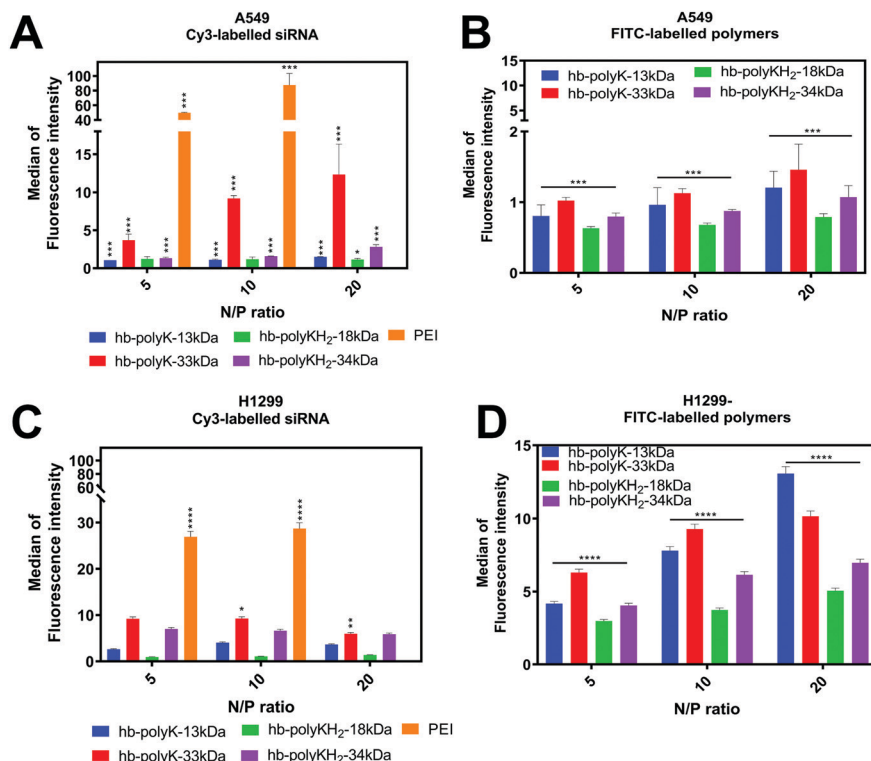 A
A549
Cy3-labelled siRNA
Median of
Fluorescence intensity
100
80
60
40
15
10
5
0
***
***
***
***
***
***
***
***
***
***
***
*
***
5
10
20
N/P ratio
hb-polyK-13kDa
hb-polyKH2-18kDa
PEI
hb-polyK-33kDa
hb-polyKH2-34kDa
B
A549
FITC-labelled polymers
Median of
Fluorescence intensity
15
10
5
2
1
0
hb-polyK-13kDa
hb-polyKH2-18kDa
hb-polyK-33kDa
hb-polyKH2-34kDa
***
***
***
5
10
20
N/P ratio
C
H1299
Cy3-labelled siRNA
Median of
Fluorescence intensity
100
80
60
30
20
10
0
****
*
****
**
5
10
20
N/P ratio
hb-polyK-13kDa
hb-polyKH2-18kDa
PEI
hb-polyK-33kDa
hb-polyKH2-34kDa
D
H1299-
FITC-labelled polymers
Median of
Fluorescence intensity
15
10
5
0
hb-polyK-13kDa
hb-polyK-33kDa
hb-polyKH2-18kDa
hb-polyKH2-34kDa
****
****
****
5
10
20
N/P ratio